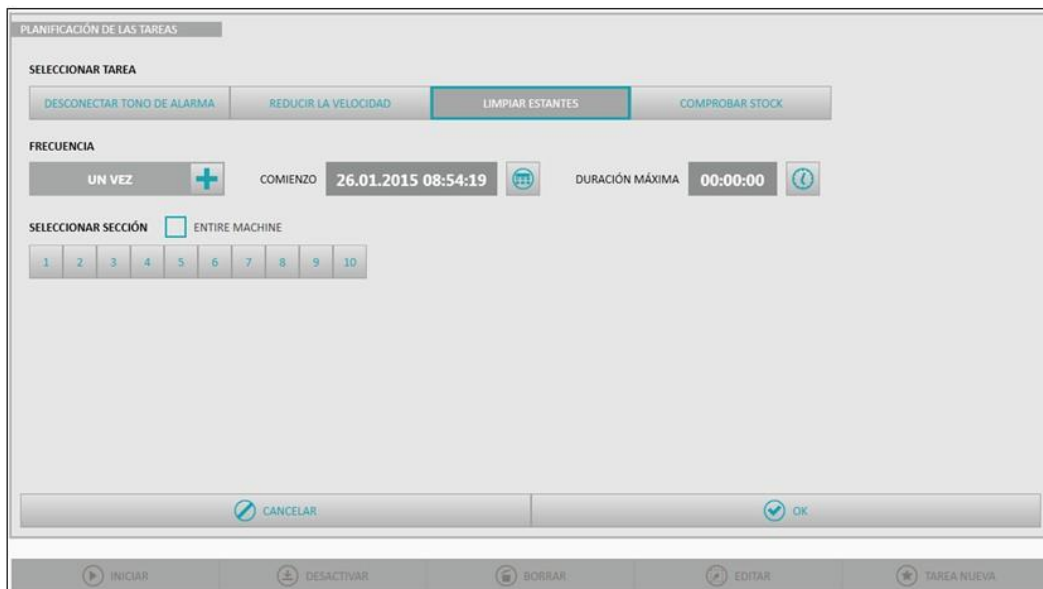 PLANIFICACIÓN DE LAS TAREAS
SELECCIONAR TAREA
DESCONECTAR TONO DE ALARMA REDUCIR LA VELOCIDAD LIMPIAR ESTANTES COMPROBAR STOCK
FRECUENCIA
UN VEZ COMIENZO 26.01.2015 08:54:19 DURACIÓN MÁXIMA 00:00:00
SELECCIONAR SECCIÓN ENTIRE MACHINE
1 2 3 4 5 6 7 8 9 10
CANCELAR OK
INICIAR DESACTIVAR BORRAR EDITAR TAREA NUEVA